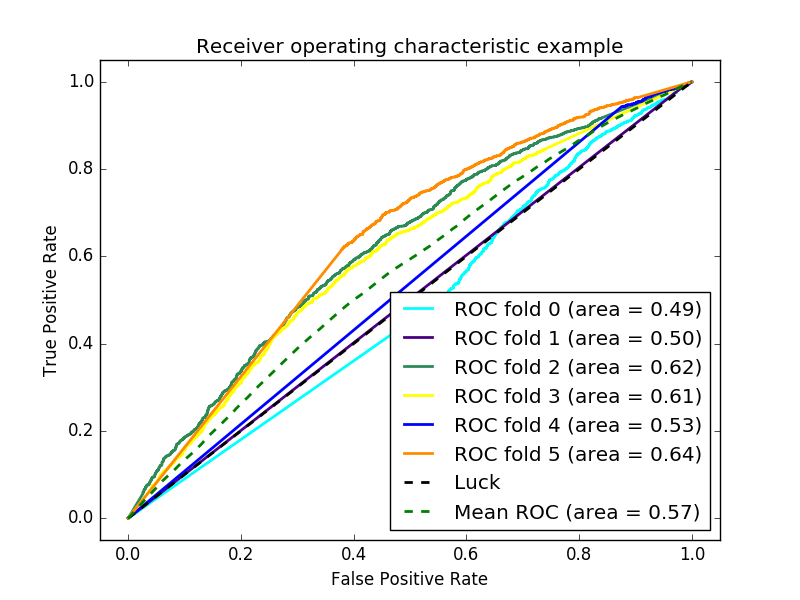 Receiver operating characteristic example
1.0
0.8
0.6
0.4
0.2
0.0
True Positive Rate
ROC fold 0 (area = 0.49)
ROC fold 1 (area = 0.50)
ROC fold 2 (area = 0.62)
ROC fold 3 (area = 0.61)
ROC fold 4 (area = 0.53)
ROC fold 5 (area = 0.64)
Luck
Mean ROC (area = 0.57)
0.0 0.2 0.4 0.6 0.8 1.0
False Positive Rate